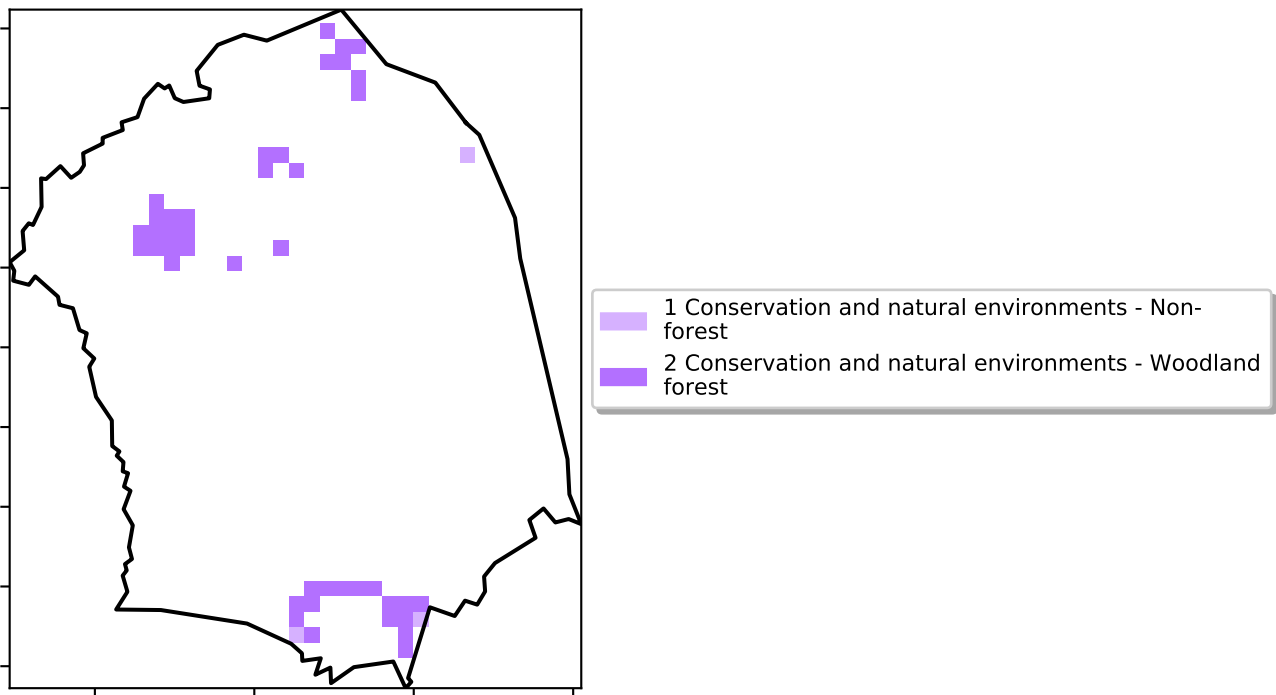 1 Conservation and natural environments - Non-
forest
2 Conservation and natural environments - Woodland
forest